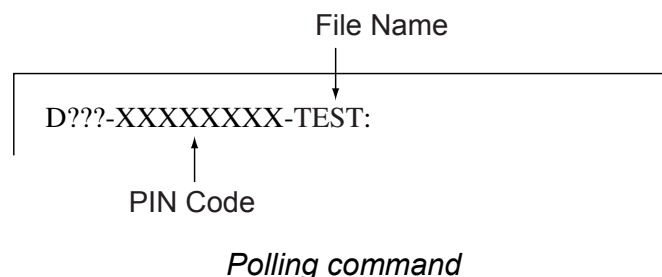 File Name
D???-XXXXXXXX-TEST:
PIN Code
Polling command